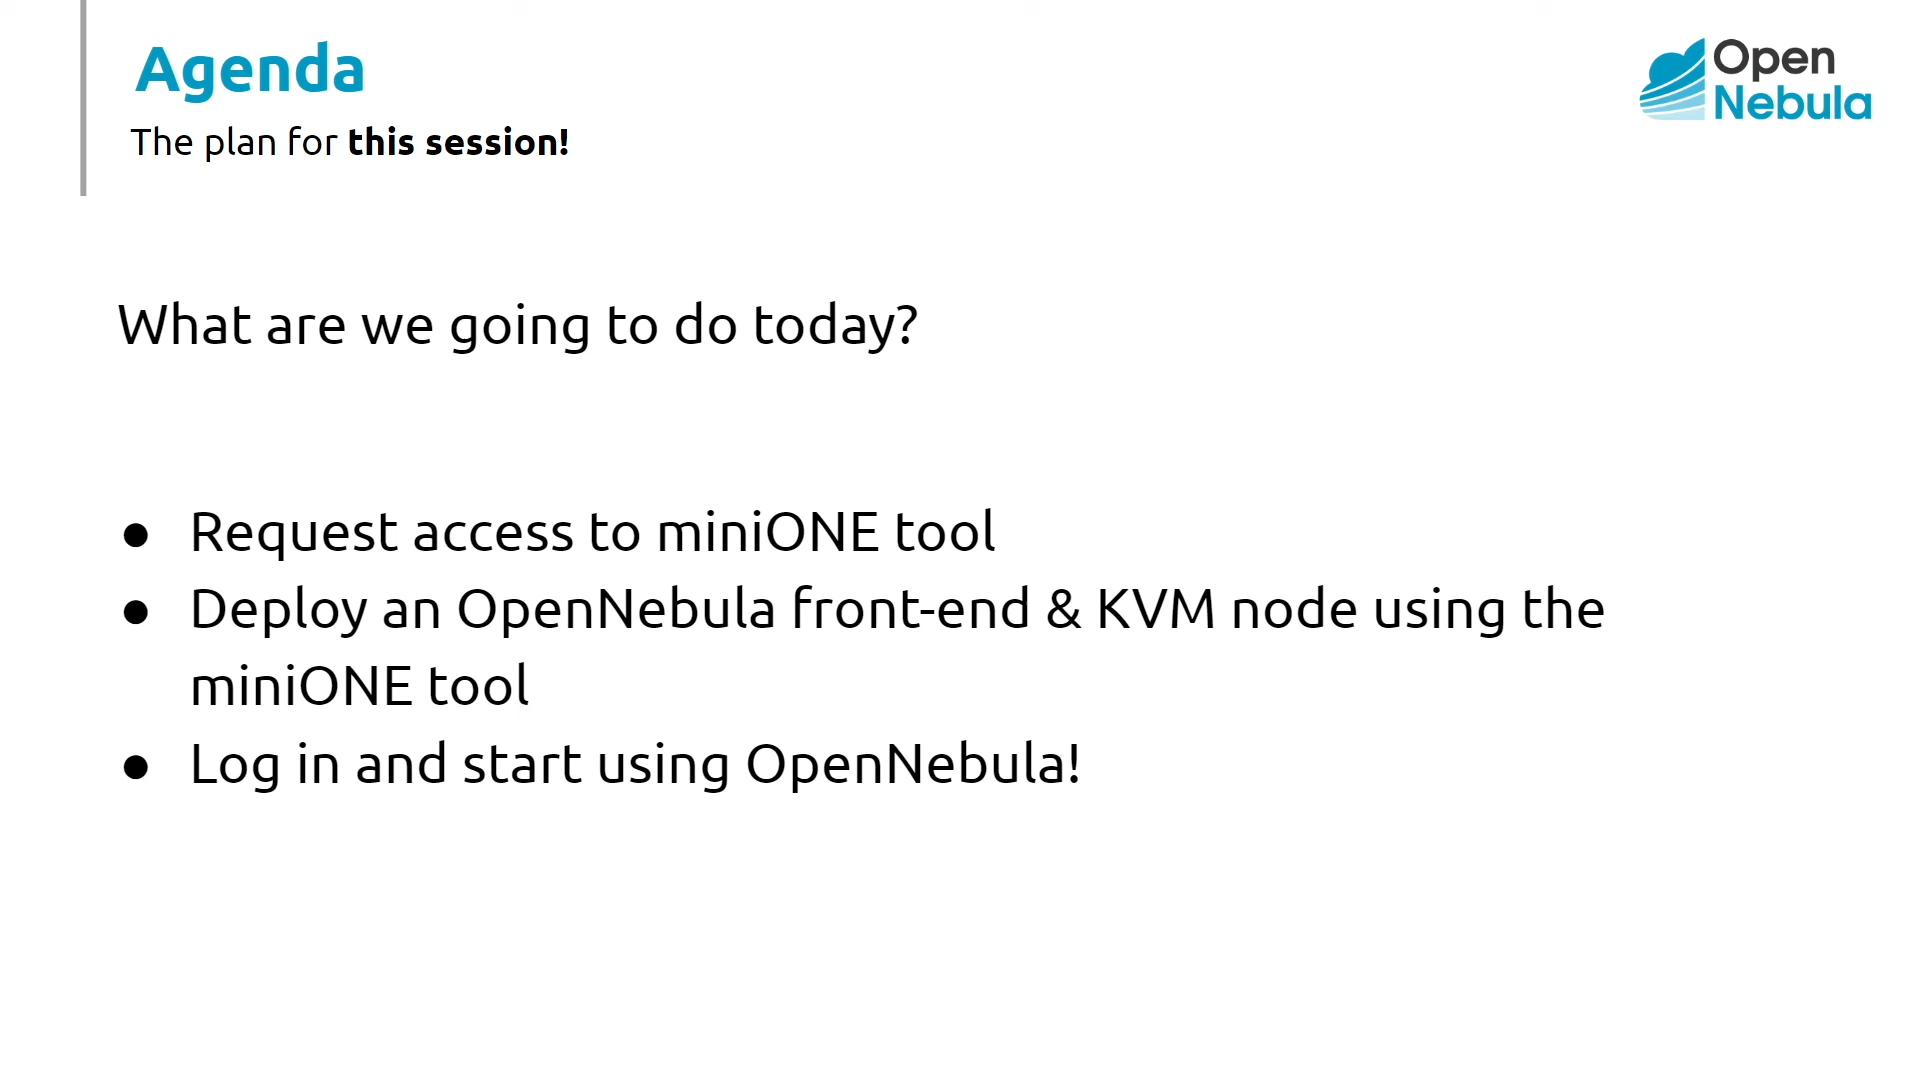 Agenda
The plan for this session!
Open
Nebula
What are we going to do today?
● Request access to miniONE tool
● Deploy an OpenNebula front-end & KVM node using the
miniONE tool
● Log in and start using OpenNebula!